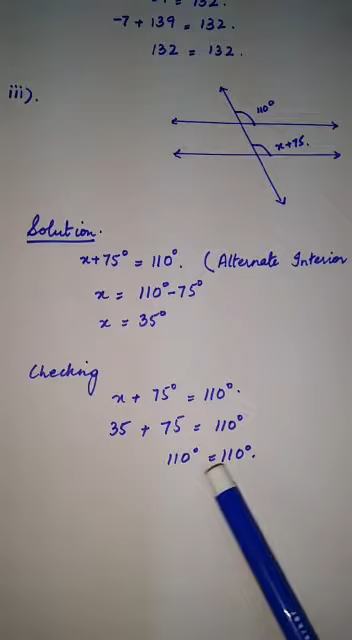 -7 + 139 = 132.
132 = 132.
iii).
110°
x+75.
Solution.
x+75° = 110°. (Alternate Interior
x = 110°-75°
x = 35°
Checking
x + 75° = 110°.
35 + 75 = 110°
110° = 110°.